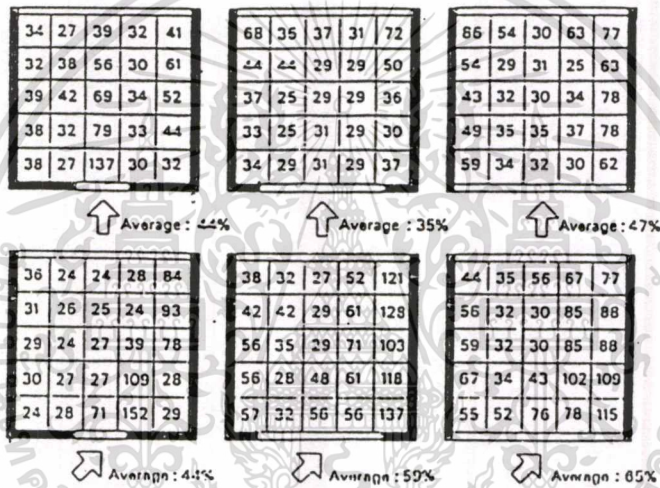 34 27 39 32 41
32 38 56 30 61
39 42 69 34 52
38 32 79 33 44
38 27 137 30 32
Average : 44%
68 35 37 31 72
44 44 29 29 50
37 25 29 29 36
33 25 31 29 30
34 29 31 29 37
Average : 35%
86 54 30 63 77
54 29 31 25 63
43 32 30 34 78
49 35 35 37 78
59 34 32 30 62
Average : 47%
36 24 24 28 84
31 26 25 24 93
29 24 27 39 78
30 27 27 109 28
24 28 71 152 29
Average : 44%
38 32 27 52 121
42 42 29 61 128
56 35 29 71 103
56 28 48 61 118
57 32 56 56 137
Average : 59%
44 35 56 67 77
56 32 30 85 88
59 32 30 85 88
67 34 43 102 109
55 52 76 78 115
Average : 65%